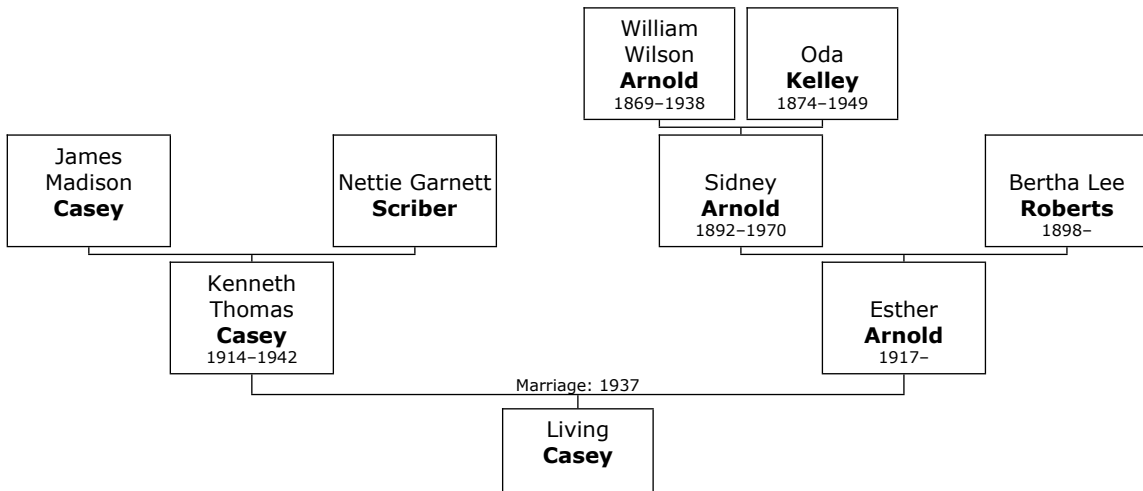 William
Wilson
Arnold
1869–1938
Oda
Kelley
1874–1949
James
Madison
Casey
Nettie Garnett
Scriber
Sidney
Arnold
1892–1970
Bertha Lee
Roberts
1898–
Kenneth
Thomas
Casey
1914–1942
Esther
Arnold
1917–
Marriage: 1937
Living
Casey